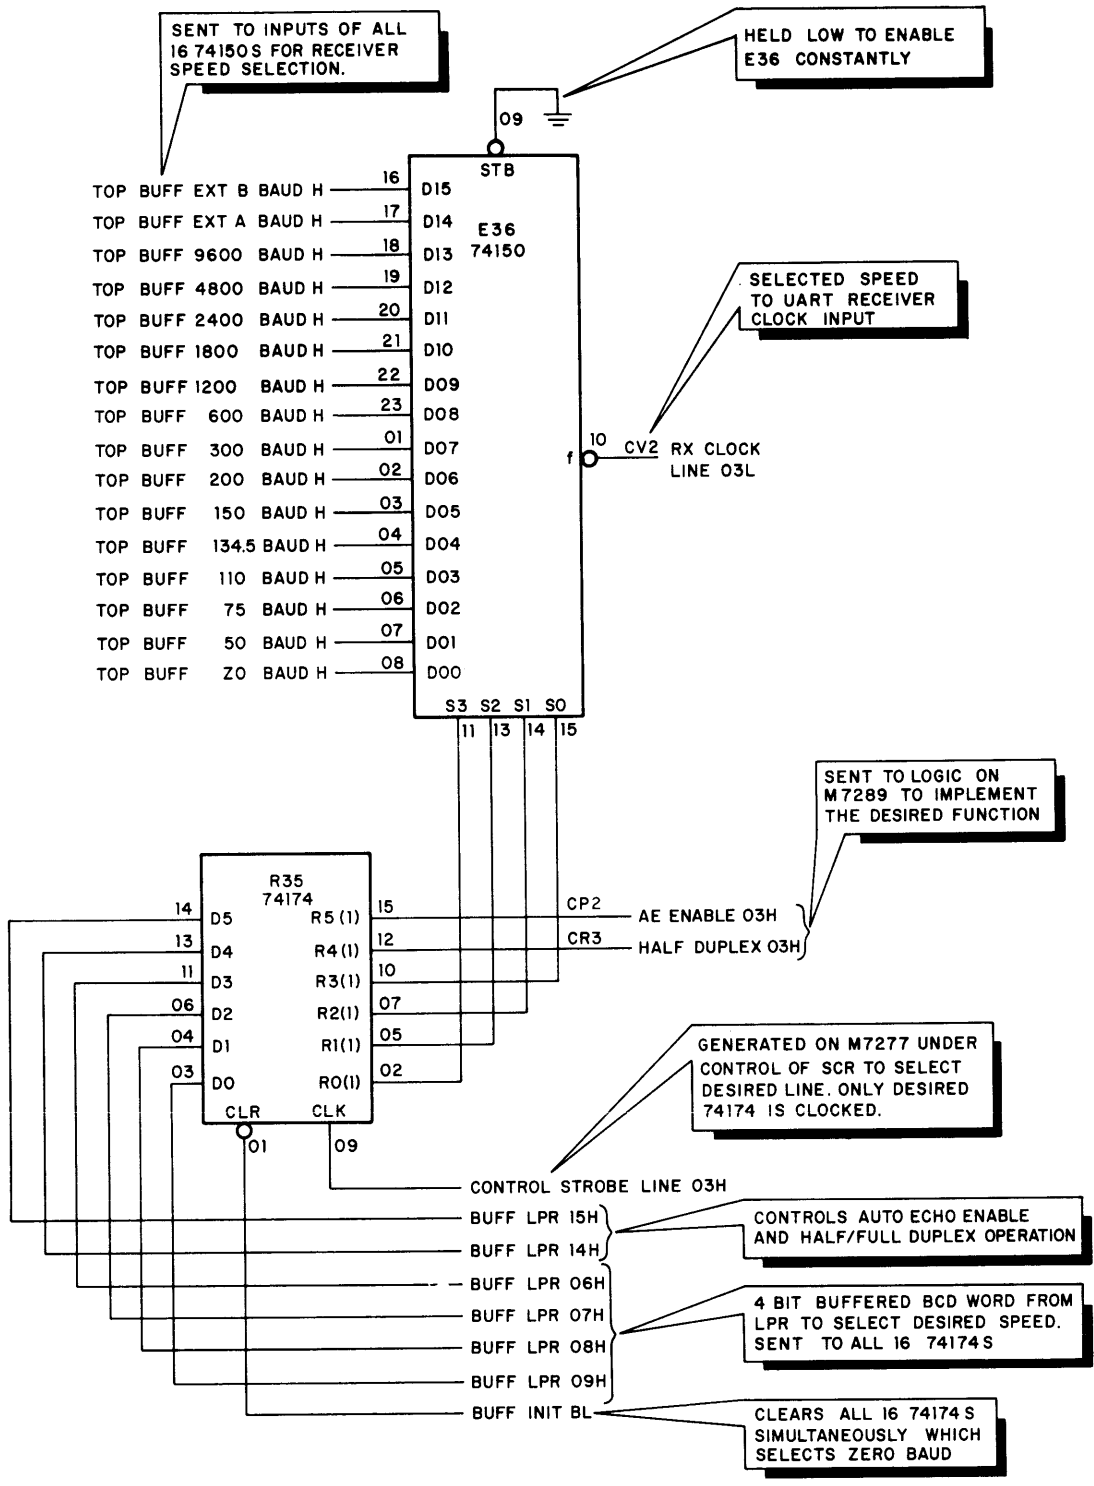 SENT TO INPUTS OF ALL
16 74150S FOR RECEIVER
SPEED SELECTION.
HELD LOW TO ENABLE
E36 CONSTANTLY
09
STB
E36
74150
TOP BUFF EXT B BAUD H 16 D15
TOP BUFF EXT A BAUD H 17 D14
TOP BUFF 9600 BAUD H 18 D13
TOP BUFF 4800 BAUD H 19 D12
TOP BUFF 2400 BAUD H 20 D11
TOP BUFF 1800 BAUD H 21 D10
TOP BUFF 1200 BAUD H 22 D09
TOP BUFF 600 BAUD H 23 D08
TOP BUFF 300 BAUD H 01 D07
TOP BUFF 200 BAUD H 02 D06
TOP BUFF 150 BAUD H 03 D05
TOP BUFF 134.5 BAUD H 04 D04
TOP BUFF 110 BAUD H 05 D03
TOP BUFF 75 BAUD H 06 D02
TOP BUFF 50 BAUD H 07 D01
TOP BUFF ZO BAUD H 08 D00
SELECTED SPEED
TO UART RECEIVER
CLOCK INPUT
f 10 CV2 RX CLOCK
LINE 03L
S3 S2 S1 S0
11 13 14 15
SENT TO LOGIC ON
M7289 TO IMPLEMENT
THE DESIRED FUNCTION
R35
74174
14 D5 R5(1) 15 CP2 AE ENABLE 03H
13 D4 R4(1) 12 CR3 HALF DUPLEX 03H
11 D3 R3(1) 10
06 D2 R2(1) 07
04 D1 R1(1) 05
03 D0 R0(1) 02
CLR CLK
01 09
GENERATED ON M7277 UNDER
CONTROL OF SCR TO SELECT
DESIRED LINE. ONLY DESIRED
74174 IS CLOCKED.
CONTROL STROBE LINE 03H
BUFF LPR 15H
BUFF LPR 14H
BUFF LPR 06H
BUFF LPR 07H
BUFF LPR 08H
BUFF LPR 09H
BUFF INIT BL
CONTROLS AUTO ECHO ENABLE
AND HALF/FULL DUPLEX OPERATION
4 BIT BUFFERED BCD WORD FROM
LPR TO SELECT DESIRED SPEED.
SENT TO ALL 16 74174S
CLEARS ALL 16 74174S
SIMULTANEOUSLY WHICH
SELECTS ZERO BAUD